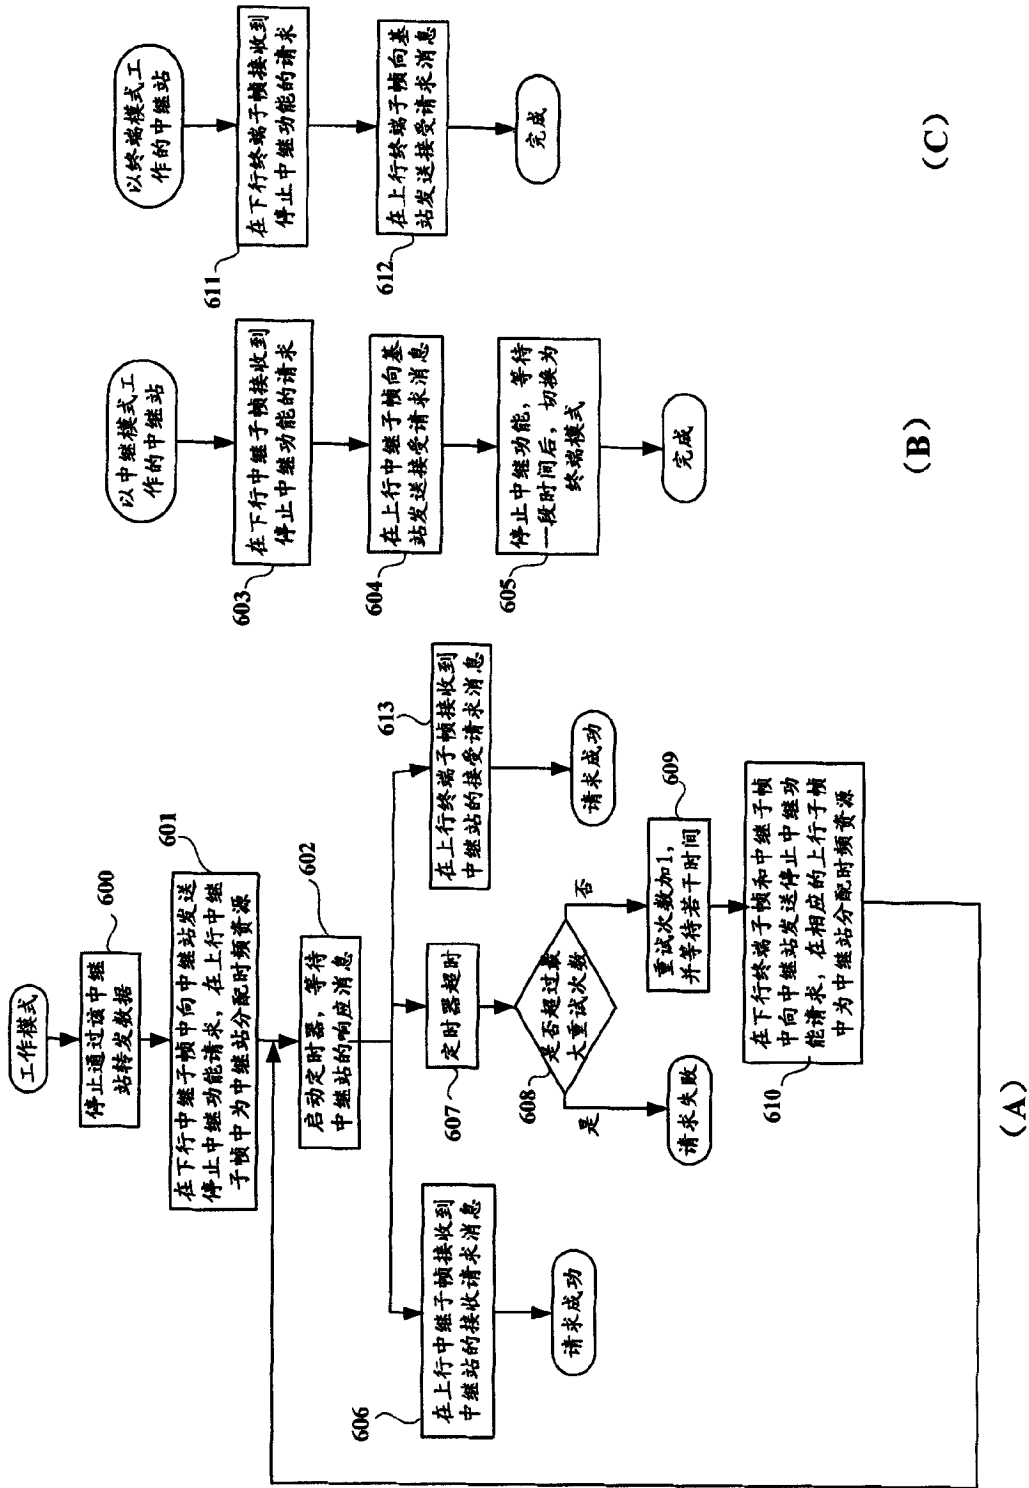 工作模式
600
停止通过该中继
站转发数据
601
在下行中继子帧中向中继站发送
停止中继功能请求，在上行中继
子帧中为中继站分配时频资源
602
启动定时器，等待
中继站的响应消息
606
在上行中继子帧接收到
中继站的接收请求消息
请求成功
607
定时器超时
608
是否超过最
大重试次数
是
否
请求失败
609
重试次数加1，
并等待若干时间
610
在下行终端子帧和中继子帧
中向中继站发送停止中继功
能请求，在相应的上行子帧
中为中继站分配时频资源
613
在上行终端子帧接收到
中继站的接受请求消息
请求成功
(A)
以中继模式工
作的中继站
603
在下行中继子帧接收到
停止中继功能的请求
604
在上行中继子帧向基
站发送接受请求消息
605
停止中继功能，等待
一段时间后，切换为
终端模式
完成
(B)
以终端模式工
作的中继站
611
在下行终端子帧接收到
停止中继功能的请求
612
在上行终端子帧向基
站发送接受请求消息
完成
(C)